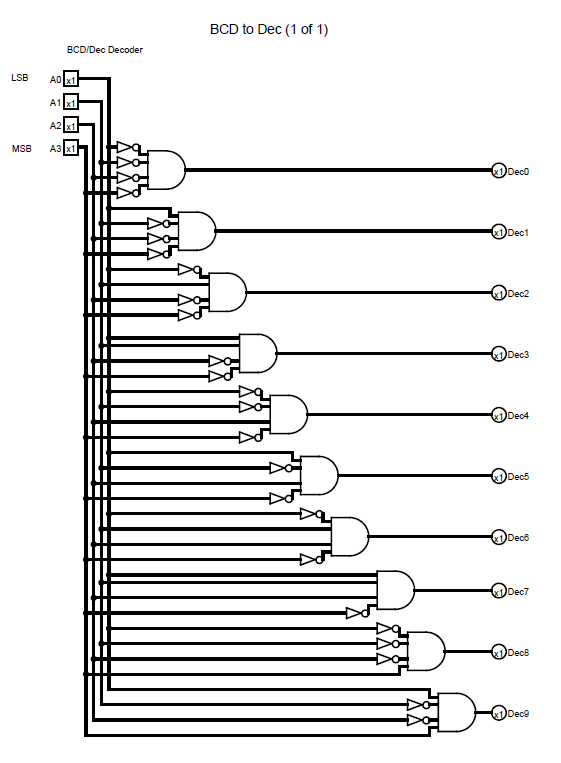 BCD to Dec (1 of 1)
BCD/Dec Decoder
LSB A0 x1
A1 x1
A2 x1
MSB A3 x1
x1 Dec0
x1 Dec1
x1 Dec2
x1 Dec3
x1 Dec4
x1 Dec5
x1 Dec6
x1 Dec7
x1 Dec8
x1 Dec9